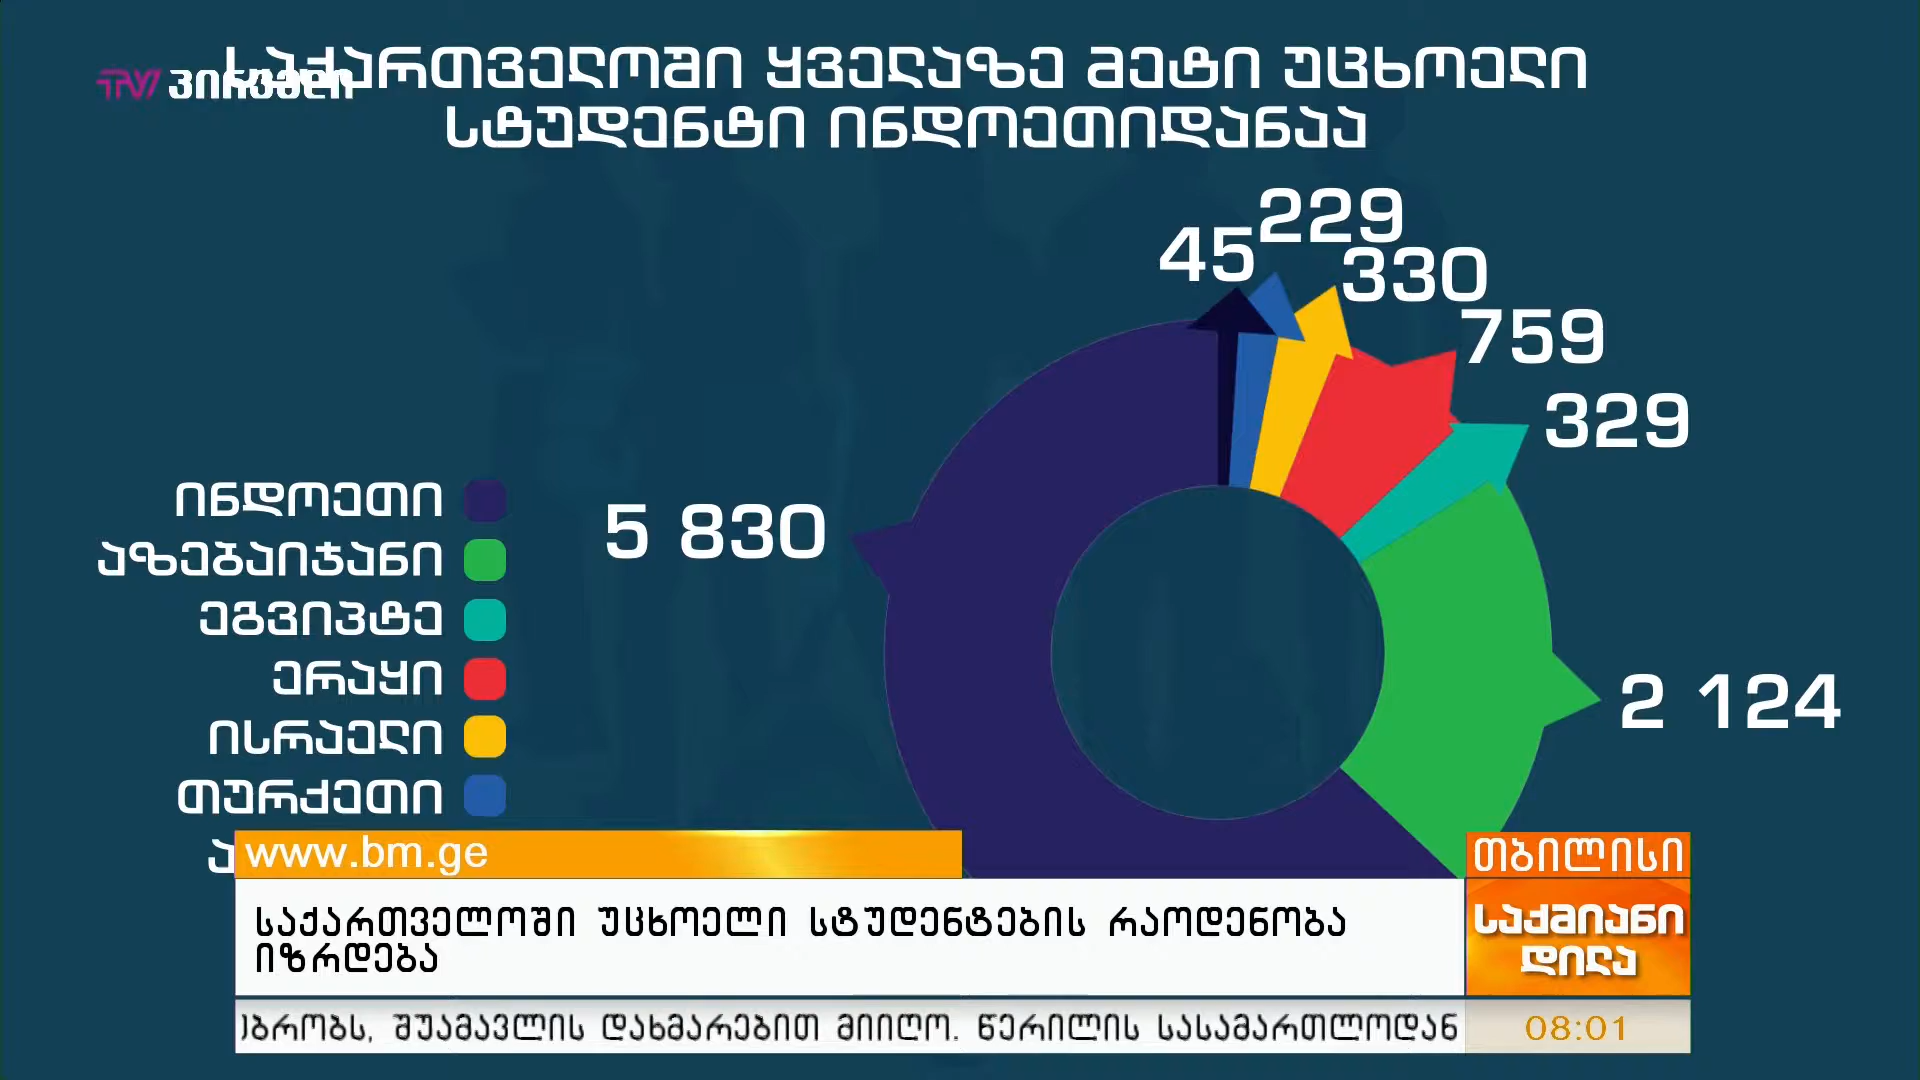 საქართველოში ყველაზე მეტი უცხოელი
სტუდენტი ინდოეთიდანაა
TV პირველი
45
229
330
759
329
5 830
2 124
ინდოეთი
აზებაიჯანი
ეგვიპტე
ერაყი
ისრაელი
თურქეთი
www.bm.ge
თბილისი
საქართველოში უცხოელი სტუდენტების რაოდენობა
იზრდება
საქმიანი
დილა
შუამავლის დახმარებით მიიღო. წერილის სასამართლოდან
08:01